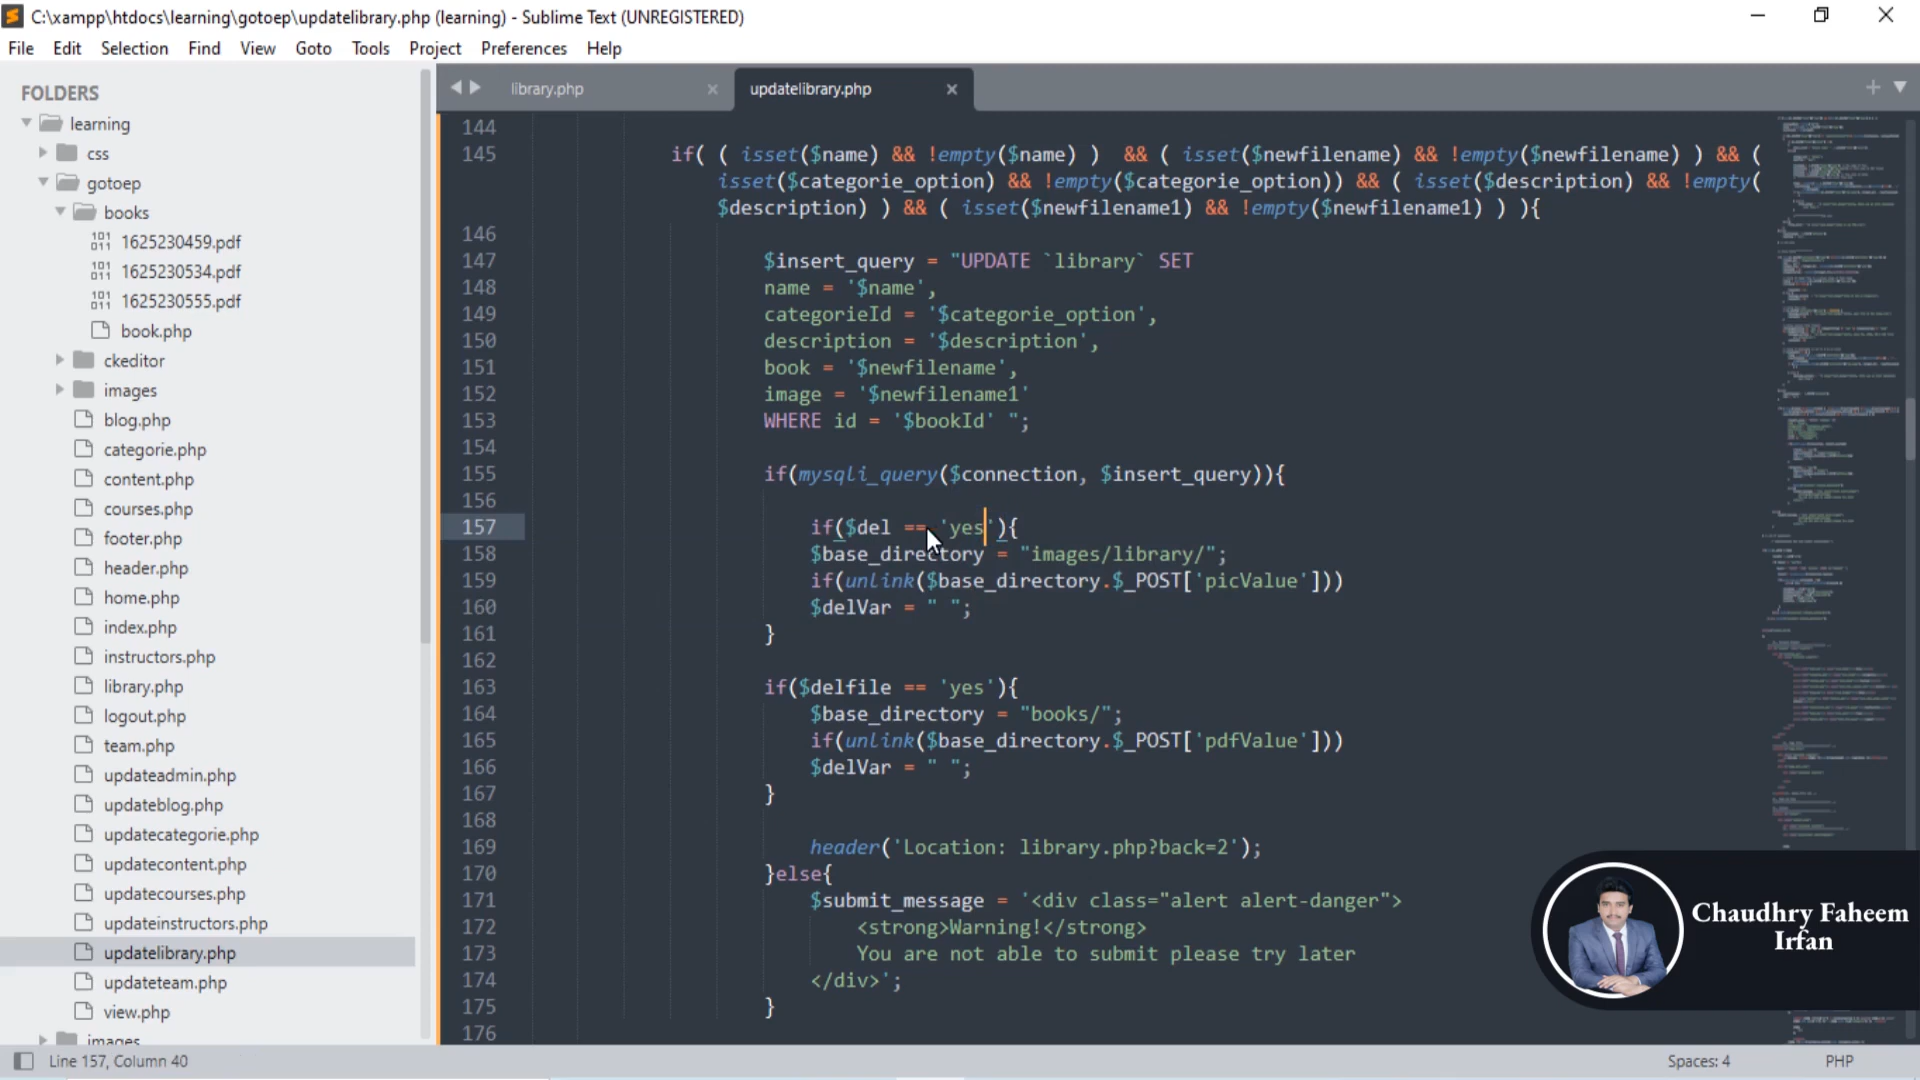 C:\xampp\htdocs\learning\gotoep\updatelibrary.php (learning) - Sublime Text (UNREGISTERED)
File Edit Selection Find View Goto Tools Project Preferences Help
FOLDERS
learning
css
gotoep
books
1625230459.pdf
1625230534.pdf
1625230555.pdf
book.php
ckeditor
images
blog.php
categorie.php
content.php
courses.php
footer.php
header.php
home.php
index.php
instructors.php
library.php
logout.php
team.php
updateadmin.php
updateblog.php
updatecategorie.php
updatecontent.php
updatecourses.php
updateinstructors.php
updatelibrary.php
updateteam.php
view.php
images
library.php
updatelibrary.php
144
145 if( ( isset($name) && !empty($name) ) && ( isset($newfilename) && !empty($newfilename) ) && (
isset($categorie_option) && !empty($categorie_option)) && ( isset($description) && !empty(
$description) ) && ( isset($newfilename1) && !empty($newfilename1) ) ){
146
147 $insert_query = "UPDATE `library` SET
148 name = '$name',
149 categorieId = '$categorie_option',
150 description = '$description',
151 book = '$newfilename',
152 image = '$newfilename1'
153 WHERE id = '$bookId' ";
154
155 if(mysqli_query($connection, $insert_query)){
156
157 if($del == 'yes'){
158 $base_directory = "images/library/";
159 if(unlink($base_directory.$_POST['picValue']))
160 $delVar = " ";
161 }
162
163 if($delfile == 'yes'){
164 $base_directory = "books/";
165 if(unlink($base_directory.$_POST['pdfValue']))
166 $delVar = " ";
167 }
168
169 header('Location: library.php?back=2');
170 }else{
171 $submit_message = '<div class="alert alert-danger">
172 <strong>Warning!</strong>
173 You are not able to submit please try later
174 </div>';
175 }
176
Chaudhry Faheem
Irfan
Line 157, Column 40
Spaces: 4
PHP